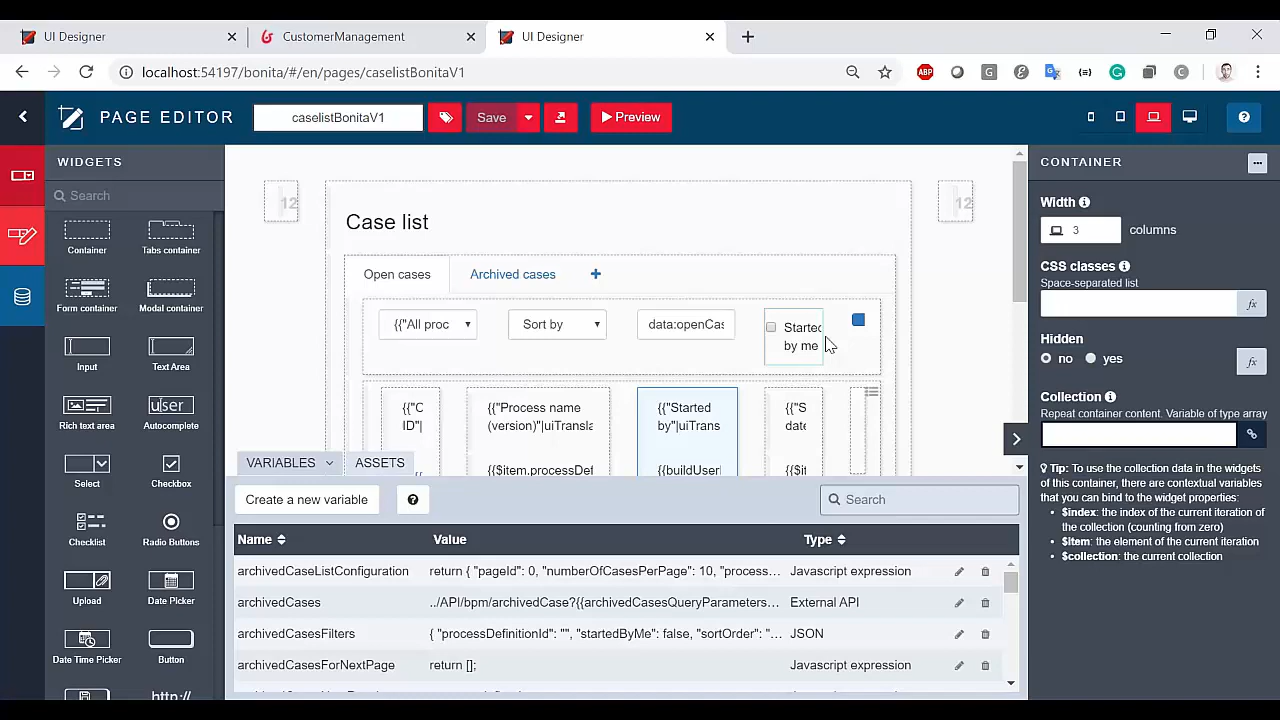 UI Designer
CustomerManagement
UI Designer
localhost:54197/bonita/#/en/pages/caselistBonitaV1
ABP
PAGE EDITOR
caselistBonitaV1
Save
Preview
WIDGETS
Search
Container
Tabs container
Form container
Modal container
Input
Text Area
Rich text area
user
Autocomplete
Select
Checkbox
Checklist
Radio Buttons
Upload
Date Picker
Date Time Picker
Button
http://
12
12
Case list
Open cases
Archived cases
{{"All proc
Sort by
data:openCas
Started
by me
{{"C
ID"|
{{"Process name
(version)"|uiTransla
{{"Started
by"|uiTrans
{{"S
date
{{$item.processDef
{{buildUser
{{$it
VARIABLES
ASSETS
Create a new variable
?
Search
Name
Value
Type
archivedCaseListConfiguration
return { "pageId": 0, "numberOfCasesPerPage": 10, "process...
Javascript expression
archivedCases
../API/bpm/archivedCase?{{archivedCasesQueryParameters...
External API
archivedCasesFilters
{ "processDefinitionId": "", "startedByMe": false, "sortOrder": "...
JSON
archivedCasesForNextPage
return [];
Javascript expression
CONTAINER
Width
3
columns
CSS classes
Space-separated list
fx
Hidden
no
yes
fx
Collection
Repeat container content. Variable of type array
Tip: To use the collection data in the widgets
of this container, there are contextual variables
that you can bind to the widget properties:
$index: the index of the current iteration of
the collection (counting from zero)
$item: the element of the current iteration
$collection: the current collection